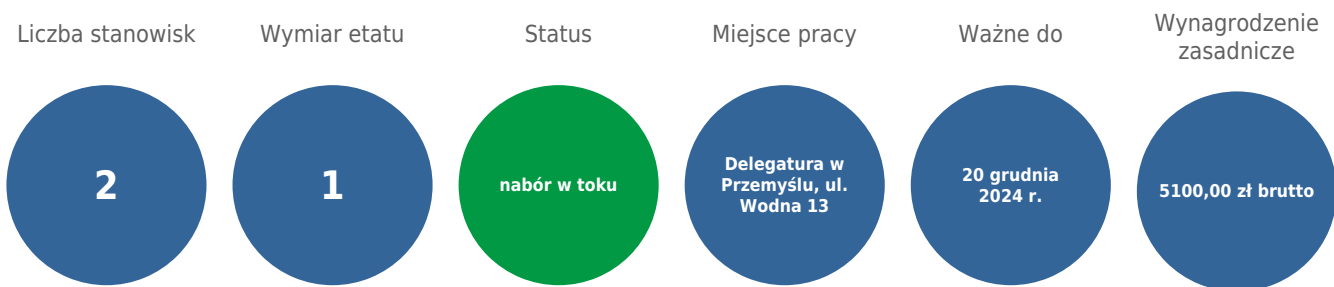 Liczba stanowisk
Wymiar etatu
Status
Miejsce pracy
Ważne do
Wynagrodzenie
zasadnicze
2
1
nabór w toku
Delegatura w
Przemyślu, ul.
Wodna 13
20 grudnia
2024 r.
5100,00 zł brutto